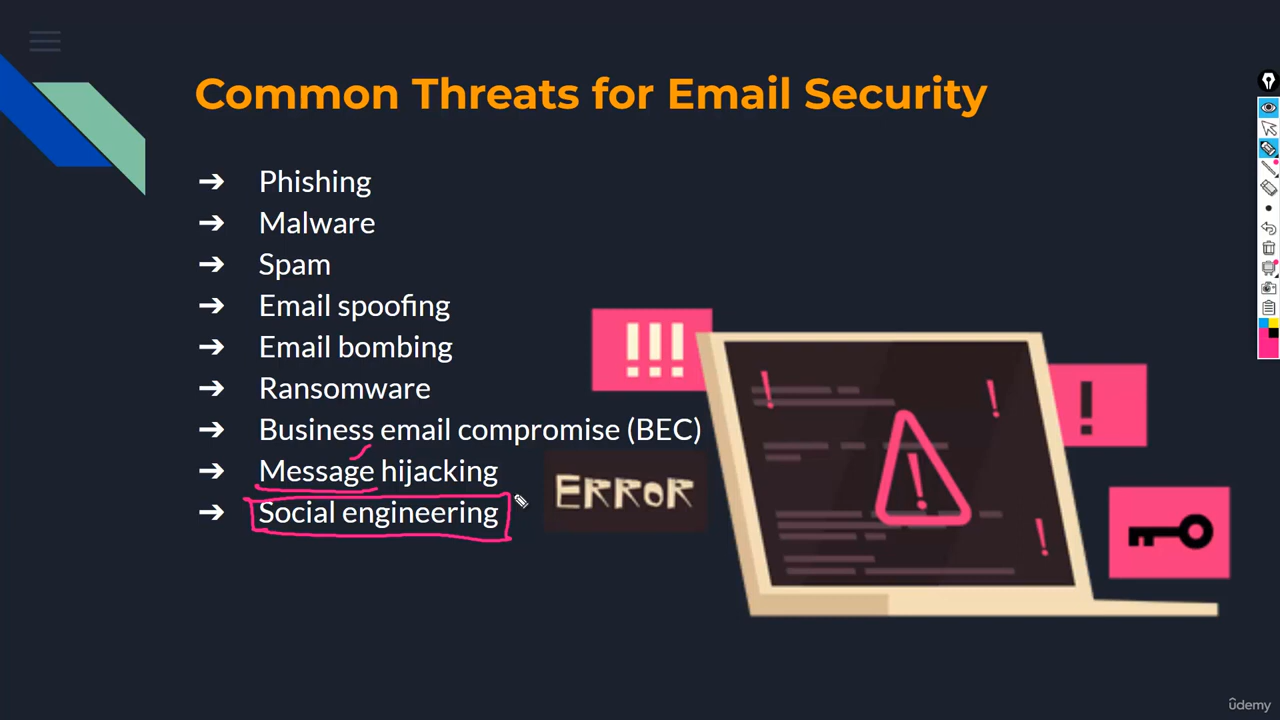 Common Threats for Email Security
➔ Phishing
➔ Malware
➔ Spam
➔ Email spoofing
➔ Email bombing
➔ Ransomware
➔ Business email compromise (BEC)
➔ Message hijacking
➔ Social engineering
!!!
!
ERROR
udemy